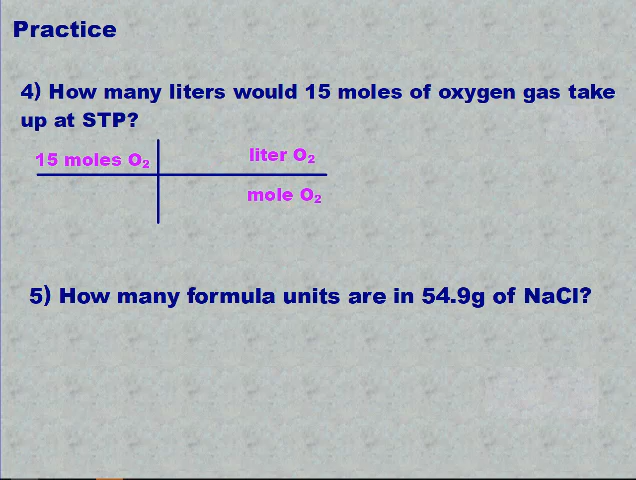 Practice
4) How many liters would 15 moles of oxygen gas take
up at STP?
15 moles O₂
liter O₂
mole O₂
5) How many formula units are in 54.9g of NaCl?